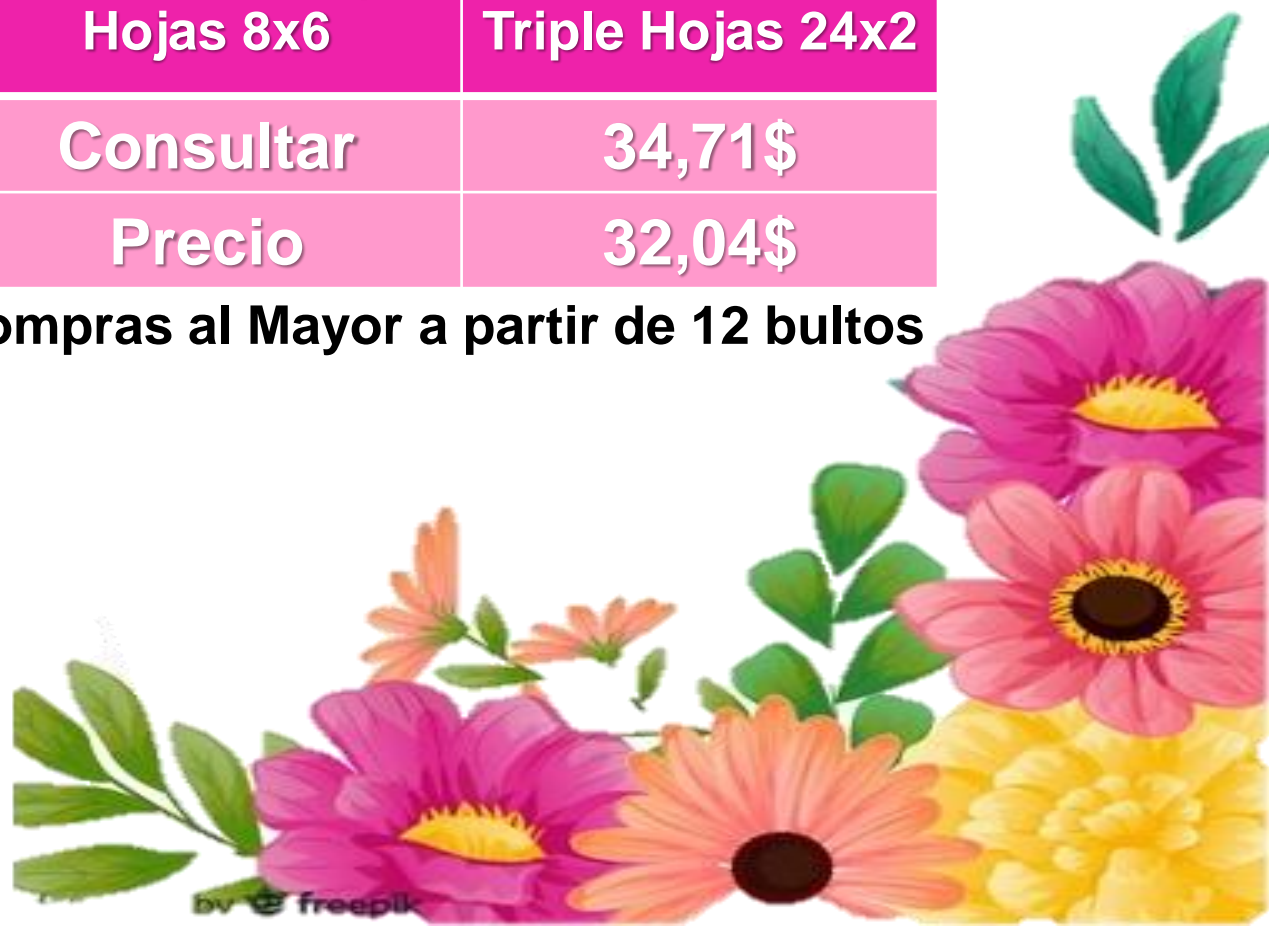 Hojas 8x6 Triple Hojas 24x2
Consultar 34,71$
Precio 32,04$
ompras al Mayor a partir de 12 bultos
by freepik